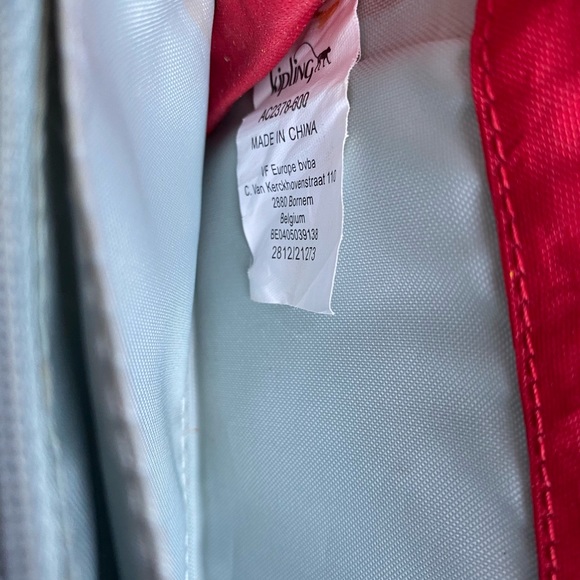 Kipling
AC2378-600
MADE IN CHINA
VF Europe bvba
C. Van Kerckhovenstraat 110
2880 Bornem
Belgium
BE0405039138
2812/21273